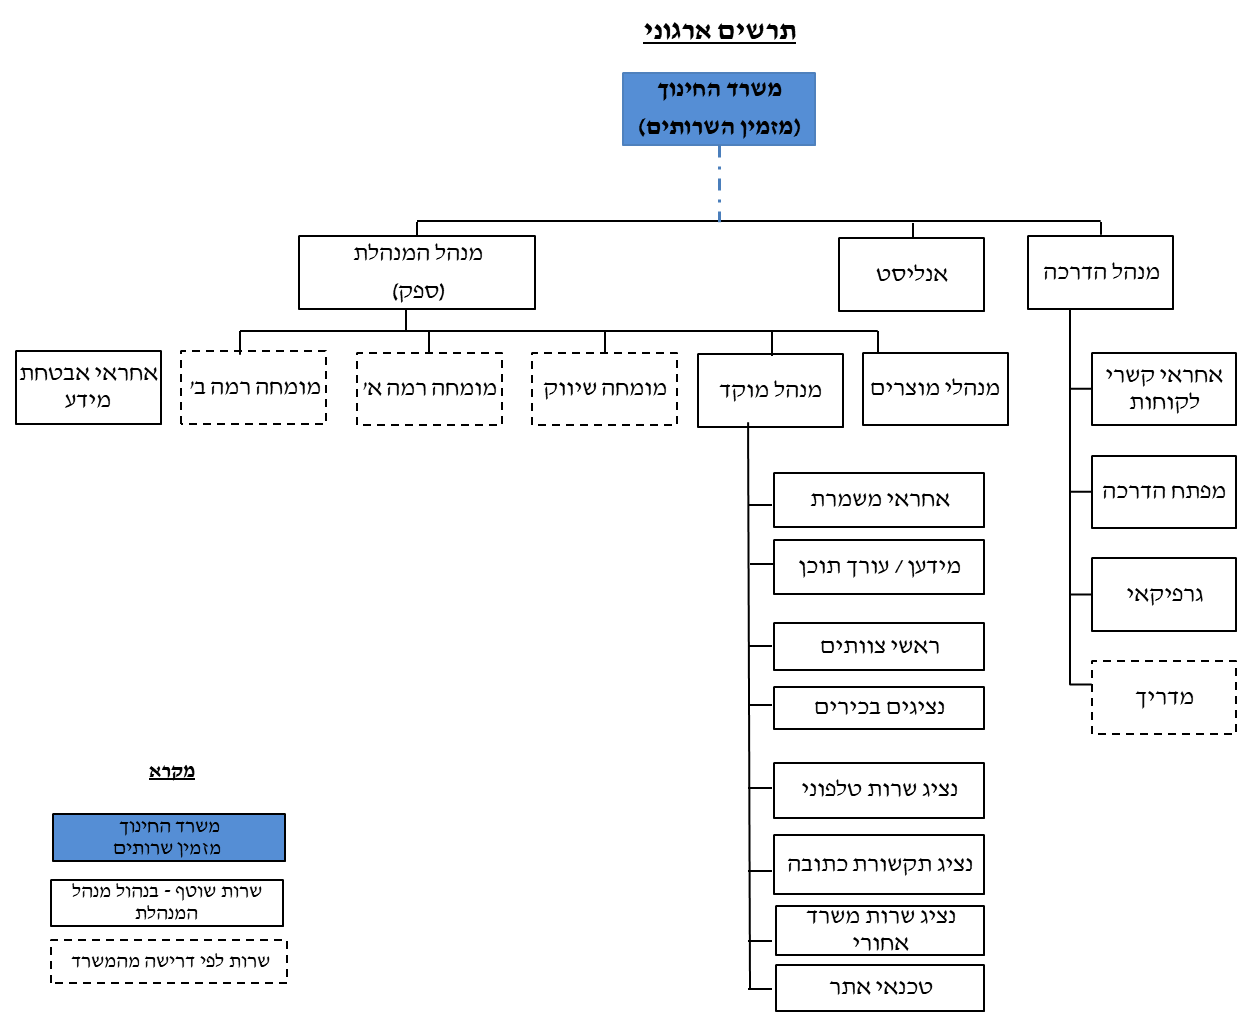 תרשים ארגוני
משרד החינוך
(מזמין השרותים)
מנהל הדרכה
אנליסט
מנהל המנהלת
(ספק)
אחראי קשרי
לקוחות
מפתח הדרכה
גרפיקאי
מדריך
מנהלי מוצרים
מנהל מוקד
מומחה שיווק
מומחה רמה א'
מומחה רמה ב'
אחראי אבטחת
מידע
אחראי משמרת
מידען / עורך תוכן
ראשי צוותים
נציגים בכירים
נציג שרות טלפוני
נציג תקשורת כתובה
נציג שרות משרד
אחורי
טכנאי אתר
מקרא
משרד החינוך
מזמין שרותים
שרות שוטף - בנהול מנהל
המנהלת
שרות לפי דרישה מהמשרד